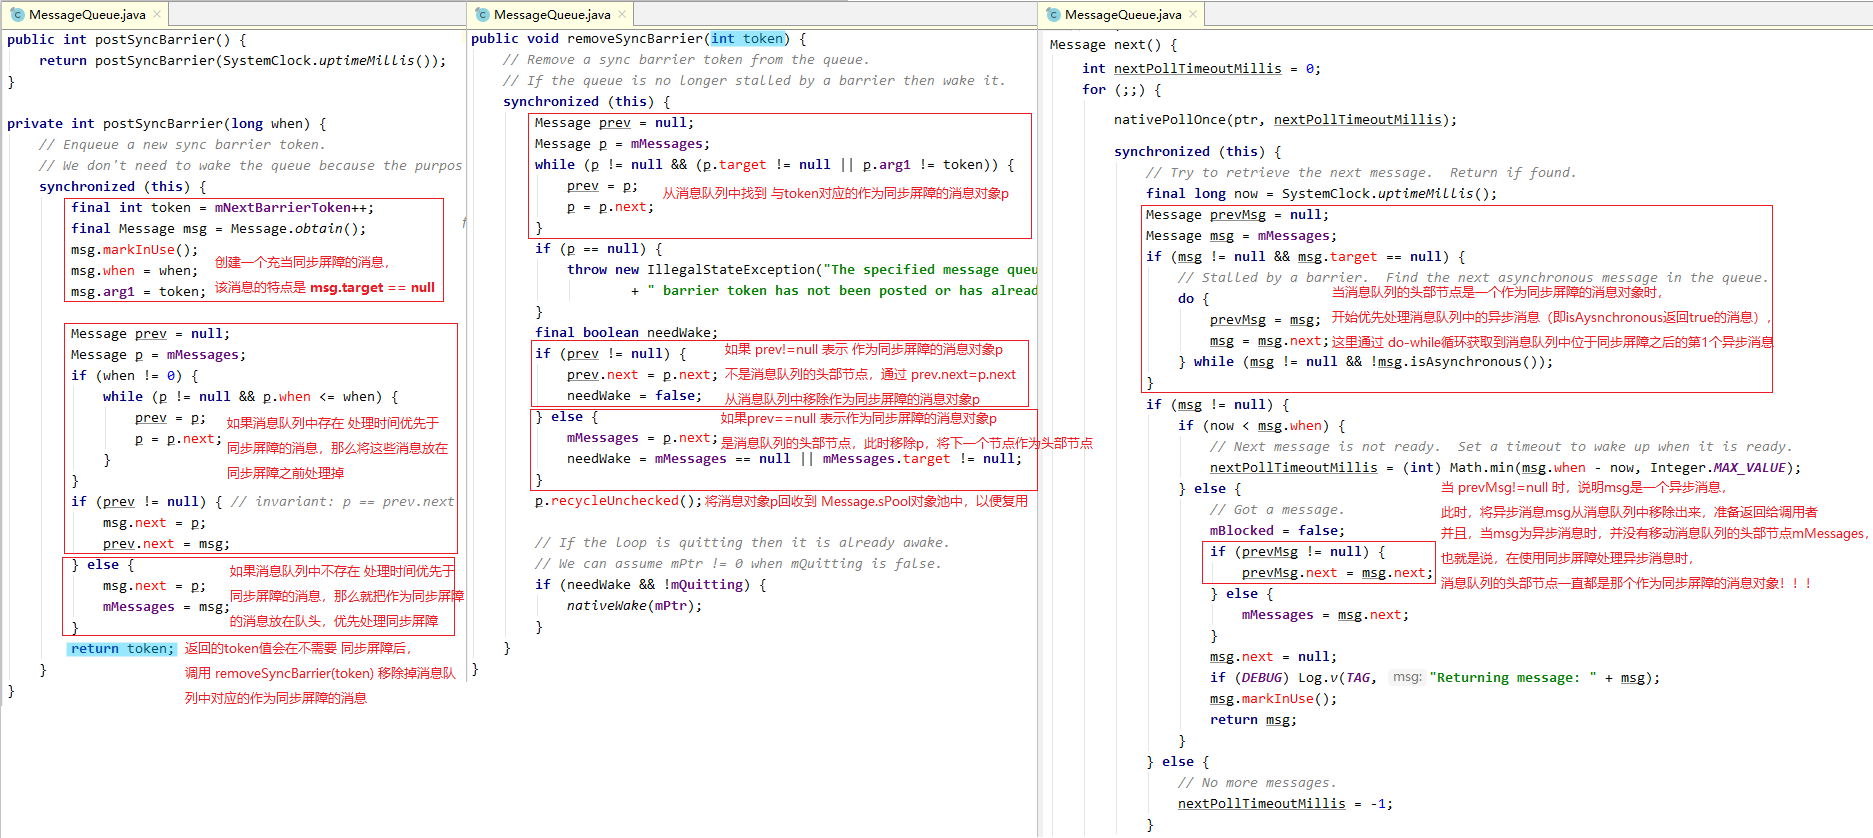 MessageQueue.java
public int postSyncBarrier() {
return postSyncBarrier(SystemClock.uptimeMillis());
}
private int postSyncBarrier(long when) {
// Enqueue a new sync barrier token.
// We don't need to wake the queue because the purpos
synchronized (this) {
final int token = mNextBarrierToken++;
final Message msg = Message.obtain();
msg.markInUse();
msg.when = when;
msg.arg1 = token;
创建一个充当同步屏障的消息，
该消息的特点是 msg.target == null
Message prev = null;
Message p = mMessages;
if (when != 0) {
while (p != null && p.when <= when) {
prev = p;
p = p.next;
}
}
如果消息队列中存在 处理时间优先于
同步屏障的消息，那么将这些消息放在
同步屏障之前处理掉
if (prev != null) { // invariant: p == prev.next
msg.next = p;
prev.next = msg;
} else {
msg.next = p;
mMessages = msg;
}
如果消息队列中不存在 处理时间优先于
同步屏障的消息，那么就把作为同步屏障
的消息放在队头，优先处理同步屏障
return token;
返回的token值会在不需要 同步屏障后，
调用 removeSyncBarrier(token) 移除掉消息队
列中对应的作为同步屏障的消息
}
}
MessageQueue.java
public void removeSyncBarrier(int token) {
// Remove a sync barrier token from the queue.
// If the queue is no longer stalled by a barrier then wake it.
synchronized (this) {
Message prev = null;
Message p = mMessages;
while (p != null && (p.target != null || p.arg1 != token)) {
prev = p;
p = p.next;
}
从消息队列中找到 与token对应的作为同步屏障的消息对象p
if (p == null) {
throw new IllegalStateException("The specified message queu
+ " barrier token has not been posted or has alread
}
final boolean needWake;
if (prev != null) {
prev.next = p.next;
needWake = false;
如果 prev!=null 表示 作为同步屏障的消息对象p
不是消息队列的头部节点，通过 prev.next=p.next
从消息队列中移除作为同步屏障的消息对象p
} else {
mMessages = p.next;
needWake = mMessages == null || mMessages.target != null;
}
如果prev==null 表示作为同步屏障的消息对象p
是消息队列的头部节点，此时移除p，将下一个节点作为头部节点
p.recycleUnchecked(); 将消息对象p回收到 Message.sPool对象池中，以便复用
// If the loop is quitting then it is already awake.
// We can assume mPtr != 0 when mQuitting is false.
if (needWake && !mQuitting) {
nativeWake(mPtr);
}
}
}
MessageQueue.java
Message next() {
int nextPollTimeoutMillis = 0;
for (;;) {
nativePollOnce(ptr, nextPollTimeoutMillis);
synchronized (this) {
// Try to retrieve the next message.  Return if found.
final long now = SystemClock.uptimeMillis();
Message prevMsg = null;
Message msg = mMessages;
if (msg != null && msg.target == null) {
// Stalled by a barrier.  Find the next asynchronous message in the queue.
do {
prevMsg = msg;
msg = msg.next;
} while (msg != null && !msg.isAsynchronous());
}
当消息队列的头部节点是一个作为同步屏障的消息对象时，
开始优先处理消息队列中的异步消息（即isAysnchronous返回true的消息），
这里通过 do-while循环获取到消息队列中位于同步屏障之后的第1个异步消息
if (msg != null) {
if (now < msg.when) {
// Next message is not ready.  Set a timeout to wake up when it is ready.
nextPollTimeoutMillis = (int) Math.min(msg.when - now, Integer.MAX_VALUE);
} else {
// Got a message.
mBlocked = false;
if (prevMsg != null) {
prevMsg.next = msg.next;
当 prevMsg!=null 时，说明msg是一个异步消息，
此时，将异步消息msg从消息队列中移除出来，准备返回给调用者
并且，当msg为异步消息时，并没有移动消息队列的头部节点mMessages，
也就是说，在使用同步屏障处理异步消息时，
消息队列的头部节点一直都是那个作为同步屏障的消息对象！！！
} else {
mMessages = msg.next;
}
msg.next = null;
if (DEBUG) Log.v(TAG, msg: "Returning message: " + msg);
msg.markInUse();
return msg;
}
} else {
// No more messages.
nextPollTimeoutMillis = -1;
}